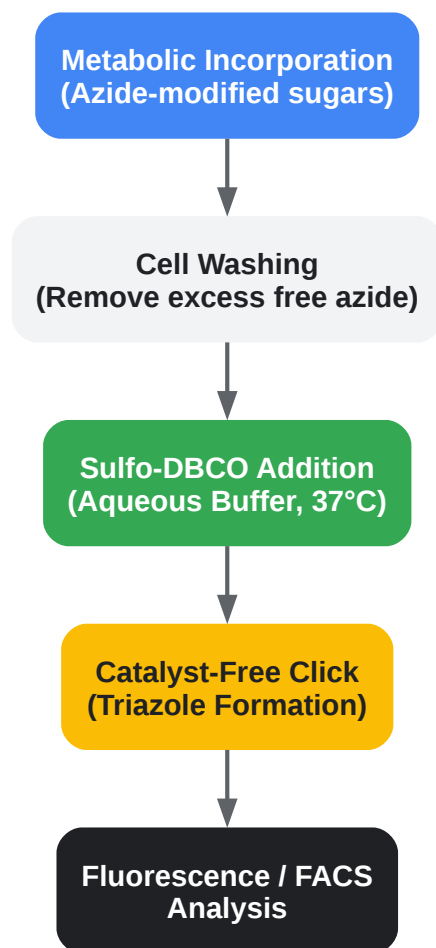 Metabolic Incorporation
(Azide-modified sugars)
Cell Washing
(Remove excess free azide)
Sulfo-DBCO Addition
(Aqueous Buffer, 37°C)
Catalyst-Free Click
(Triazole Formation)
Fluorescence / FACS
Analysis